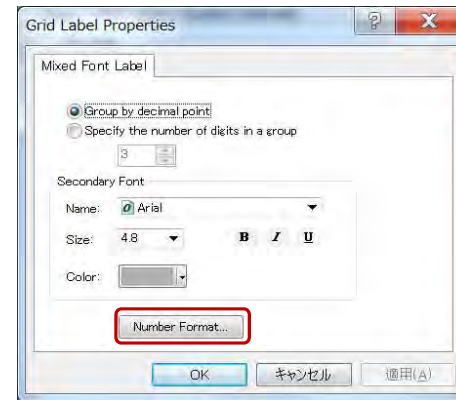 Grid Label Properties
Mixed Font Label
Group by decimal point
Specify the number of digits in a group
3
Secondary Font
Name: Arial
Size: 4.8 B I U
Color:
Number Format...
OK キャンセル 適用(A)